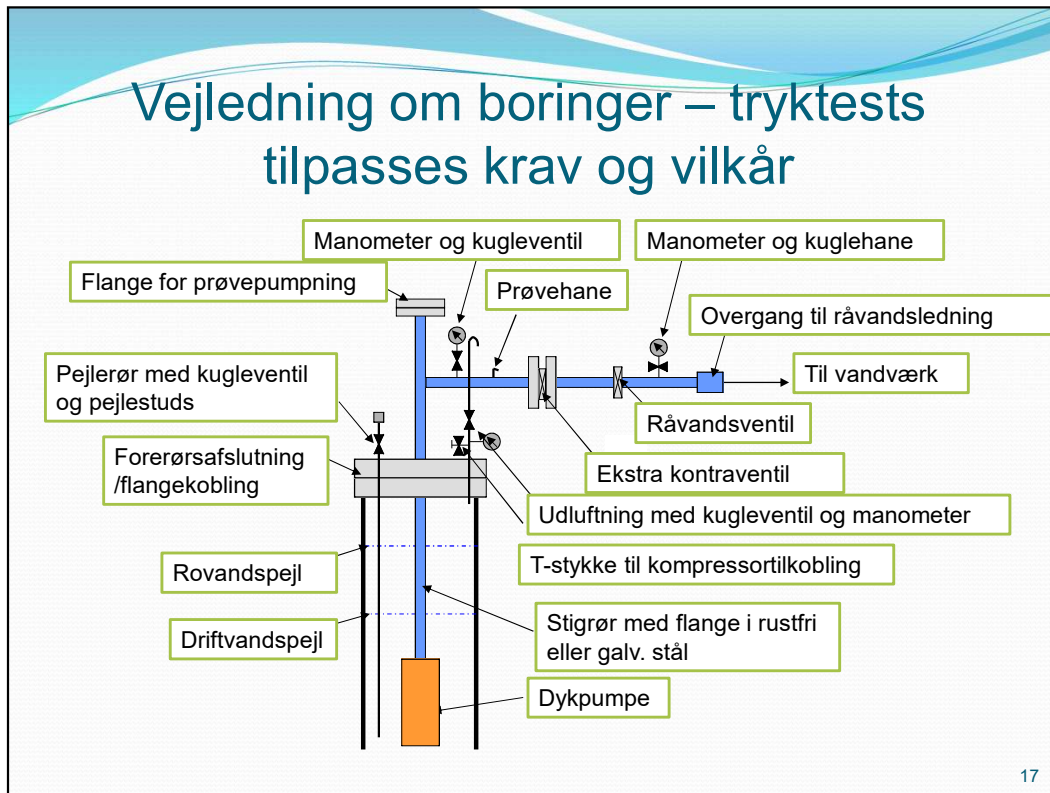 Vejledning om boringer – tryktests
tilpasses krav og vilkår
Manometer og kugleventil
Manometer og kuglehane
Flange for prøvepumpning
Prøvehane
Overgang til råvandsledning
Pejlerør med kugleventil
og pejlestuds
Til vandværk
Råvandsventil
Forerørsafslutning
/flangekobling
Ekstra kontraventil
Udluftning med kugleventil og manometer
Rovandspejl
T-stykke til kompressortilkobling
Driftvandspejl
Stigrør med flange i rustfri
eller galv. stål
Dykpumpe
17